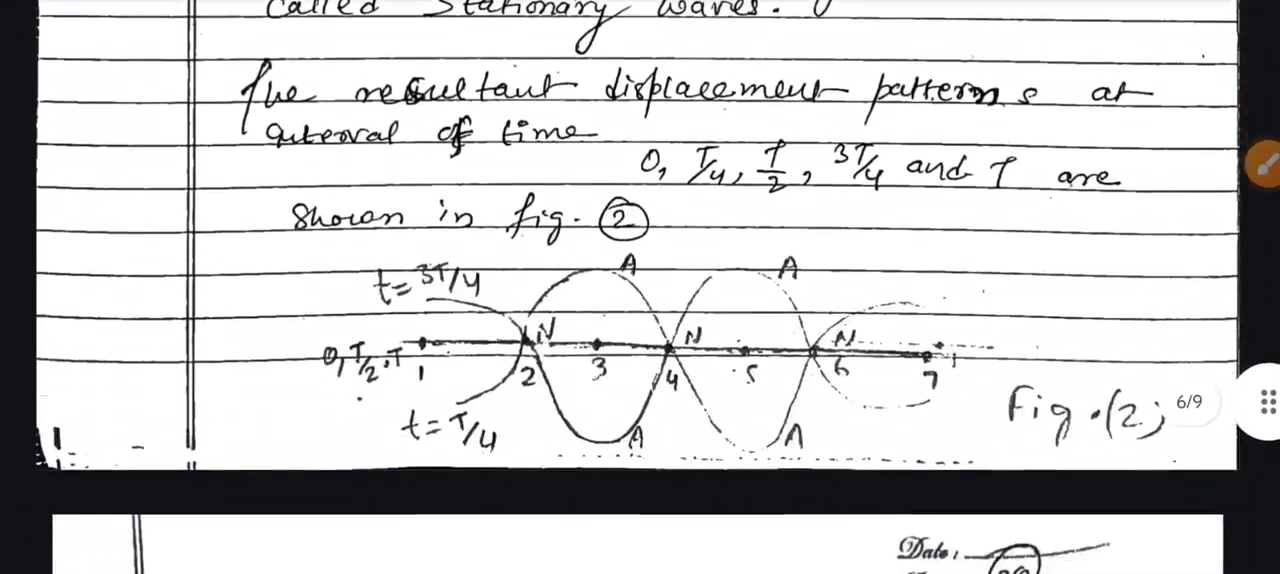 called Stationary waves.
The resultant displacement patterns at
interval of time
0, T/4, T/2, 3T/4 and T are
shown in fig. 2
t = 3T/4
A
A
N
N
N
0, T/2, T
1
2
3
4
5
6
7
t = T/4
A
A
Fig.(2)
6/9
Date: